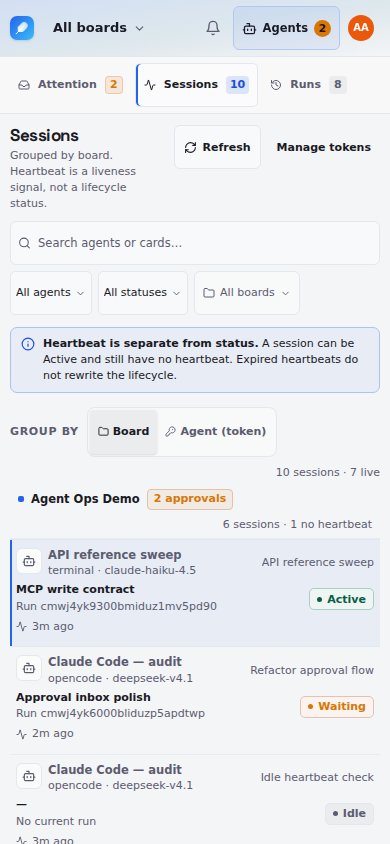 All boards
Agents 2
AA
Attention 2
Sessions 10
Runs 8
Sessions
Grouped by board.
Heartbeat is a liveness
signal, not a lifecycle
status.
Refresh
Manage tokens
Search agents or cards...
All agents
All statuses
All boards
Heartbeat is separate from status. A session can be
Active and still have no heartbeat. Expired heartbeats do
not rewrite the lifecycle.
GROUP BY
Board
Agent (token)
10 sessions · 7 live
Agent Ops Demo 2 approvals
6 sessions · 1 no heartbeat
API reference sweep
terminal · claude-haiku-4.5
API reference sweep
MCP write contract
Run cmwj4yk9300bmiduz1mv5pd90
Active
3m ago
Claude Code — audit
opencode · deepseek-v4.1
Refactor approval flow
Approval inbox polish
Run cmwj4yk6000bliduzp5apdtwp
Waiting
2m ago
Claude Code — audit
opencode · deepseek-v4.1
Idle heartbeat check
—
No current run
Idle
3m ago